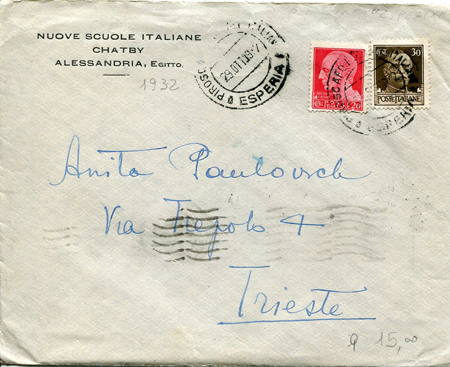 NUOVE SCUOLE ITALIANE
CHATBY
ALESSANDRIA, EGITTO.
1932
PIROSC
ESPERIA
30
POSTE ITALIANE
Anita Paulovich
Via Tiepolo 4
Trieste
15,00